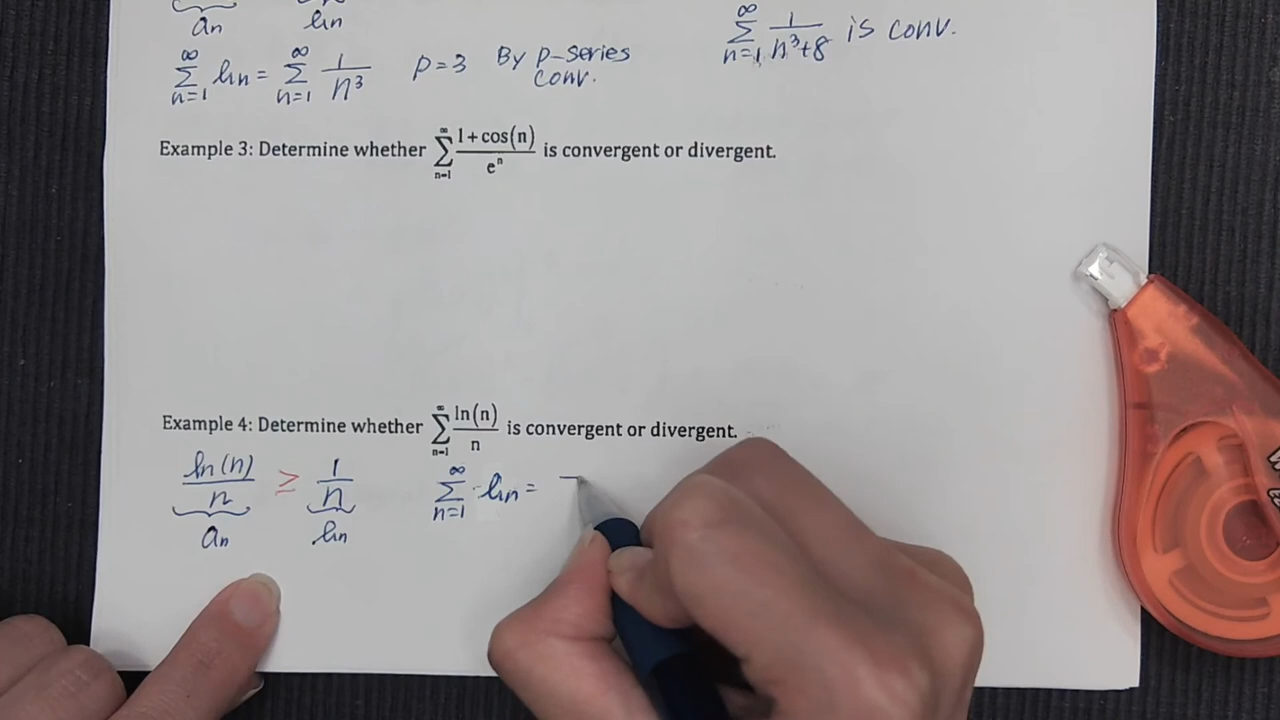 aₙ bₙ
∑_{n=1}^{∞} bₙ = ∑_{n=1}^{∞} 1/n³ p=3 By p-series conv.
∑_{n=1}^{∞} 1/(n³+8) is conv.
Example 3: Determine whether ∑_{n=1}^{∞} (1+cos(n))/eⁿ is convergent or divergent.
Example 4: Determine whether ∑_{n=1}^{∞} ln(n)/n is convergent or divergent.
ln(n)/n ≥ 1/n ∑_{n=1}^{∞} bₙ =
aₙ bₙ